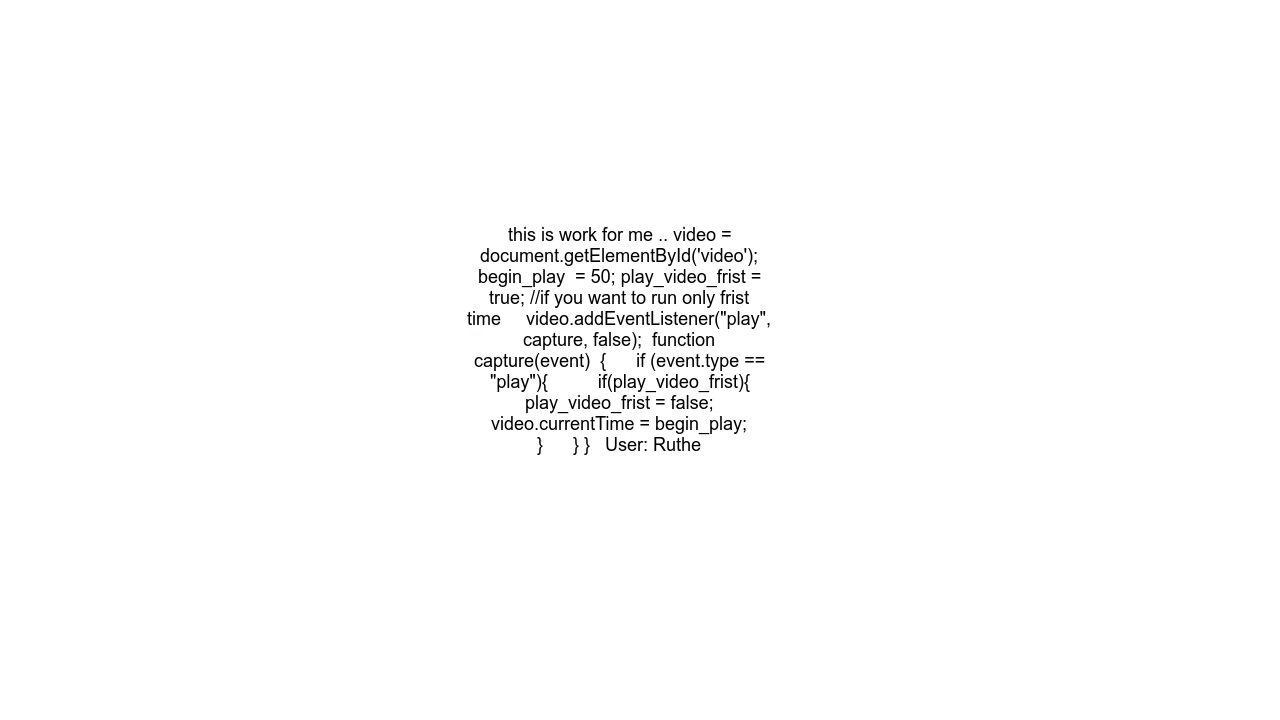 this is work for me .. video =
document.getElementById('video');
begin_play  = 50; play_video_frist =
true; //if you want to run only frist
time     video.addEventListener("play",
capture, false);  function
capture(event)  {      if (event.type ==
"play"){          if(play_video_frist){
play_video_frist = false;
video.currentTime = begin_play;
}      } }   User: Ruthe